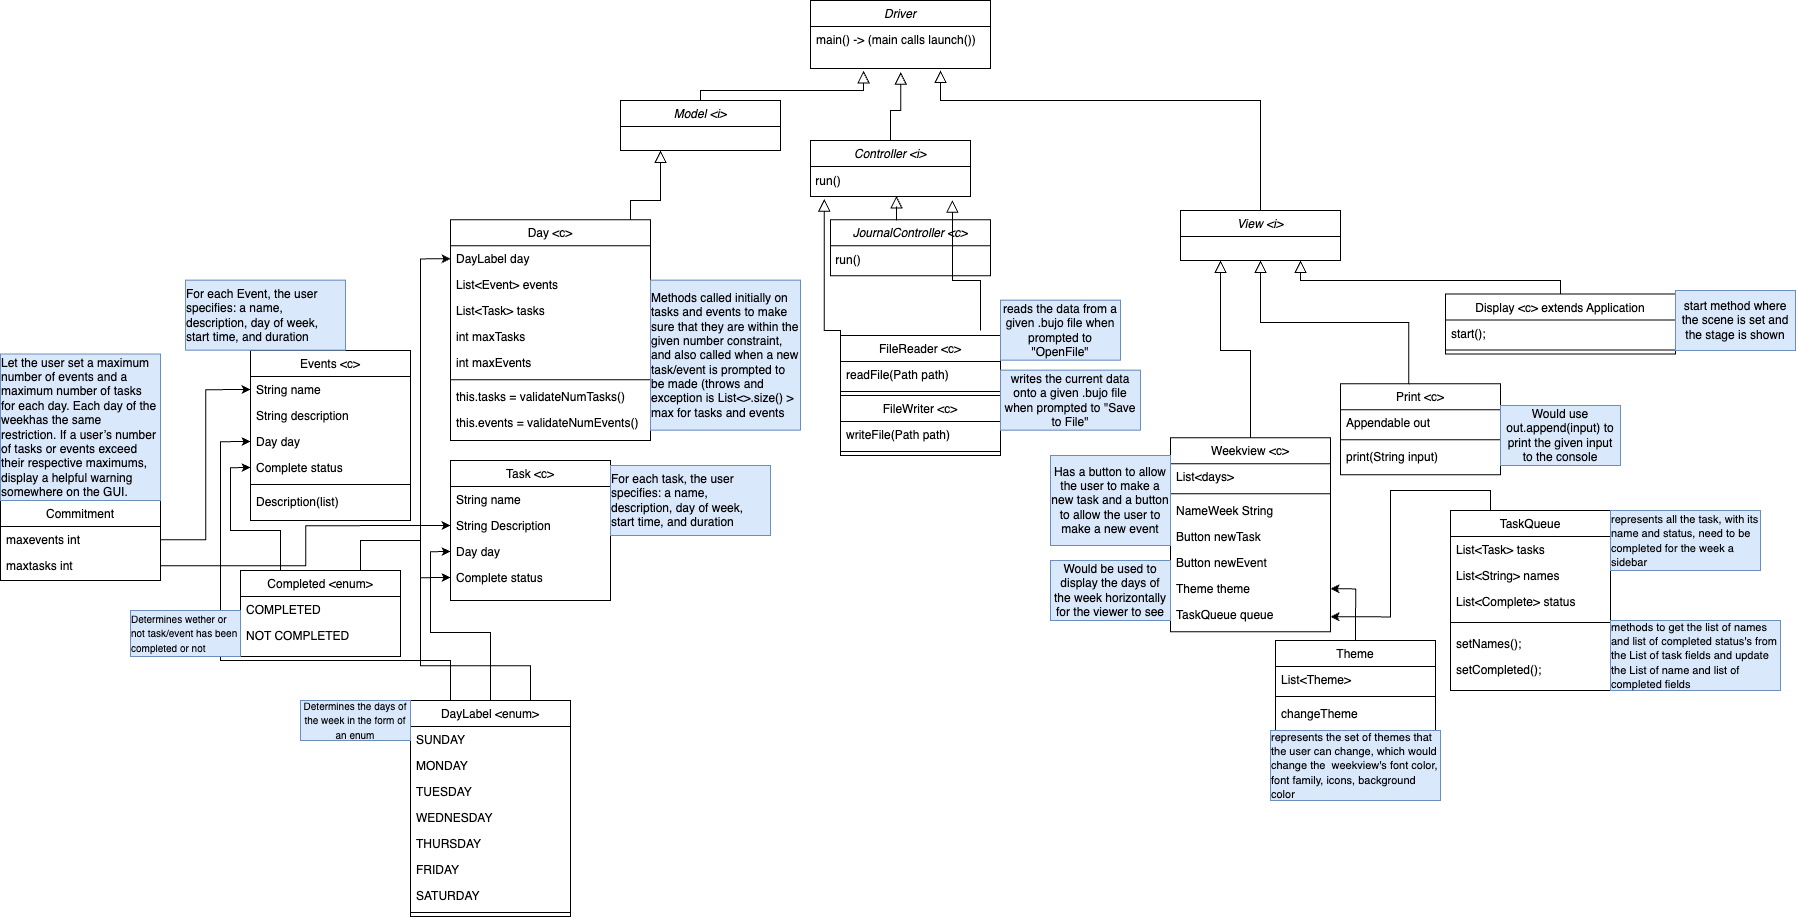 Driver
main() -> (main calls launch())
Model <i>
Controller <i>
run()
View <i>
Day <c>
DayLabel day
List<Event> events
List<Task> tasks
int maxTasks
int maxEvents
this.tasks = validateNumTasks()
this.events = validateNumEvents()
Methods called initially on
tasks and events to make
sure that they are within the
given number constraint,
and also called when a new
task/event is prompted to
be made (throws and
exception is List<>.size() >
max for tasks and events
JournalController <c>
run()
FileReader <c>
readFile(Path path)
reads the data from a
given .bujo file when
prompted to
"OpenFile"
FileWriter <c>
writeFile(Path path)
writes the current data
onto a given .bujo file
when prompted to "Save
to File"
Display <c> extends Application
start();
start method where
the scene is set and
the stage is shown
For each Event, the user
specifies: a name,
description, day of week,
start time, and duration
Events <c>
String name
String description
Day day
Complete status
Description(list)
Let the user set a maximum
number of events and a
maximum number of tasks
for each day. Each day of the
weekhas the same
restriction. If a user's number
of tasks or events exceed
their respective maximums,
display a helpful warning
somewhere on the GUI.
Commitment
maxevents int
maxtasks int
Task <c>
String name
String Description
Day day
Complete status
For each task, the user
specifies: a name,
description, day of week,
start time, and duration
Completed <enum>
COMPLETED
NOT COMPLETED
Determines wether or
not task/event has been
completed or not
Determines the days of
the week in the form of
an enum
DayLabel <enum>
SUNDAY
MONDAY
TUESDAY
WEDNESDAY
THURSDAY
FRIDAY
SATURDAY
Print <c>
Appendable out
print(String input)
Would use
out.append(input) to
print the given input
to the console
Weekview <c>
List<days>
NameWeek String
Button newTask
Button newEvent
Theme theme
TaskQueue queue
Has a button to allow
the user to make a
new task and a button
to allow the user to
make a new event
Would be used to
display the days of
the week horizontally
for the viewer to see
TaskQueue
List<Task> tasks
List<String> names
List<Complete> status
setNames();
setCompleted();
represents all the task, with its
name and status, need to be
completed for the week a
sidebar
methods to get the list of names
and list of completed status's from
the List of task fields and update
the List of name and list of
completed fields
Theme
List<Theme>
changeTheme
represents the set of themes that
the user can change, which would
change the weekview's font color,
font family, icons, background
color